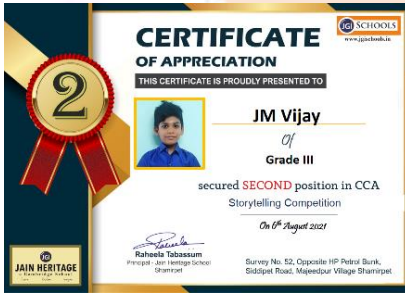 JGI SCHOOLS
www.jgischools.in
CERTIFICATE
OF APPRECIATION
THIS CERTIFICATE IS PROUDLY PRESENTED TO
2
JM Vijay
Of
Grade III
secured SECOND position in CCA
Storytelling Competition
On 6th August 2021
Raheela Tabassum
Principal - Jain Heritage School
Shamirpet
Survey No. 52, Opposite HP Petrol Bunk,
Siddipet Road, Majeedpur Village Shamirpet
JGI
JAIN HERITAGE
a Cambridge School